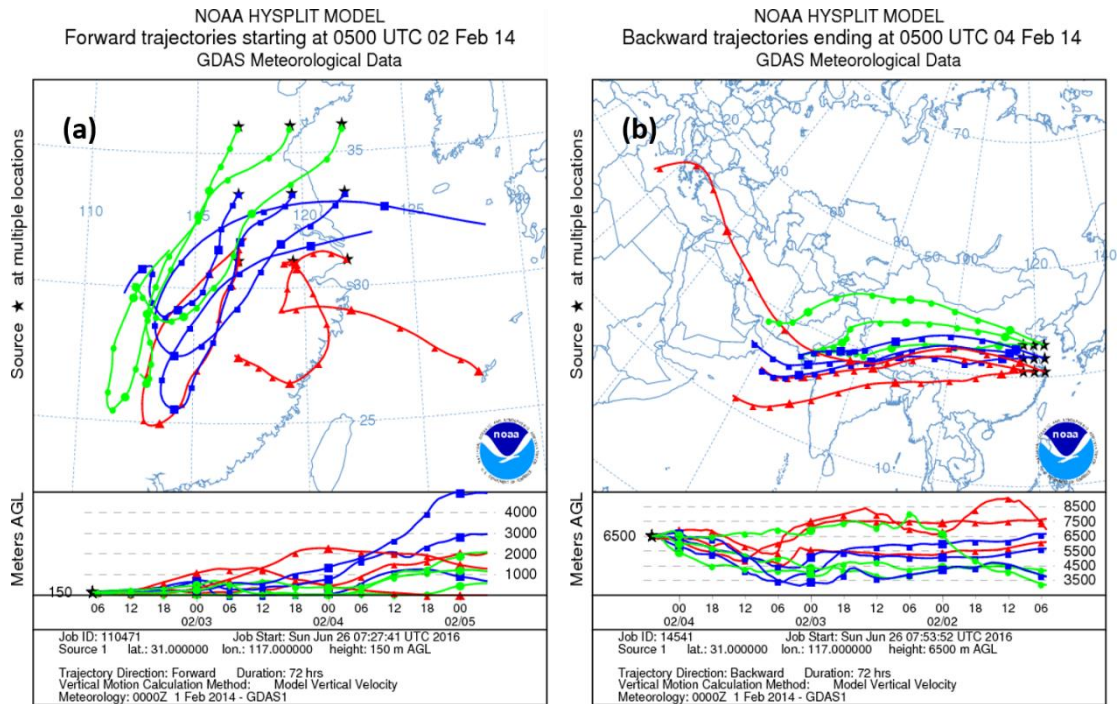 NOAA HYSPLIT MODEL
Forward trajectories starting at 0500 UTC 02 Feb 14
GDAS Meteorological Data
(a)
Source ★ at multiple locations
35
110
105
120
125
30
25
noaa
Meters AGL
150
4000
3000
2000
1000
06 12 18 00 06 12 18 00 06 12 18 00
02/03 02/04 02/05
Job ID: 110471 Job Start: Sun Jun 26 07:27:41 UTC 2016
Source 1 lat.: 31.000000 lon.: 117.000000 height: 150 m AGL
Trajectory Direction: Forward Duration: 72 hrs
Vertical Motion Calculation Method: Model Vertical Velocity
Meteorology: 0000Z 1 Feb 2014 - GDAS1
NOAA HYSPLIT MODEL
Backward trajectories ending at 0500 UTC 04 Feb 14
GDAS Meteorological Data
(b)
Source ★ at multiple locations
20
70
20
40
60
80
100
120
140
10
noaa
Meters AGL
6500
8500
7500
6500
5500
4500
3500
00 18 12 06 00 18 12 06 00 18 12 06
02/04 02/03 02/02
Job ID: 14541 Job Start: Sun Jun 26 07:53:52 UTC 2016
Source 1 lat.: 31.000000 lon.: 117.000000 height: 6500 m AGL
Trajectory Direction: Backward Duration: 72 hrs
Vertical Motion Calculation Method: Model Vertical Velocity
Meteorology: 0000Z 1 Feb 2014 - GDAS1